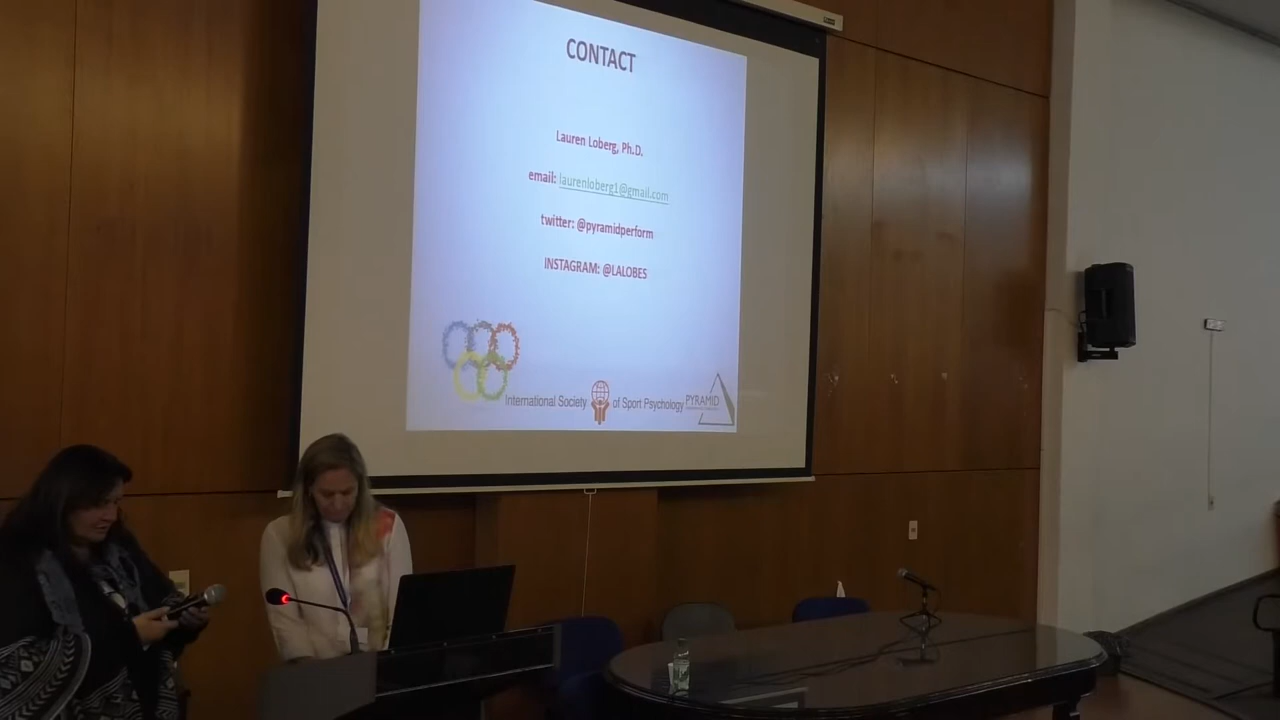 CONTACT
Lauren Loberg, Ph.D.
email: laurenloberg1@gmail.com
twitter: @pyramidperform
INSTAGRAM: @LALOBES
International Society of Sport Psychology
PYRAMID